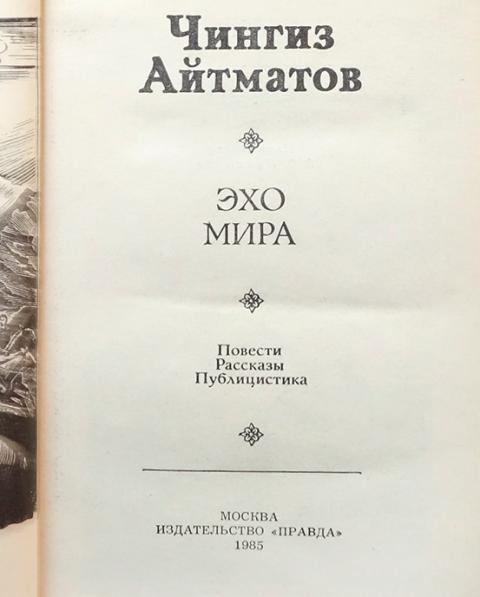 Чингиз
Айтматов
ЭХО
МИРА
Повести
Рассказы
Публицистика
МОСКВА
ИЗДАТЕЛЬСТВО «ПРАВДА»
1985